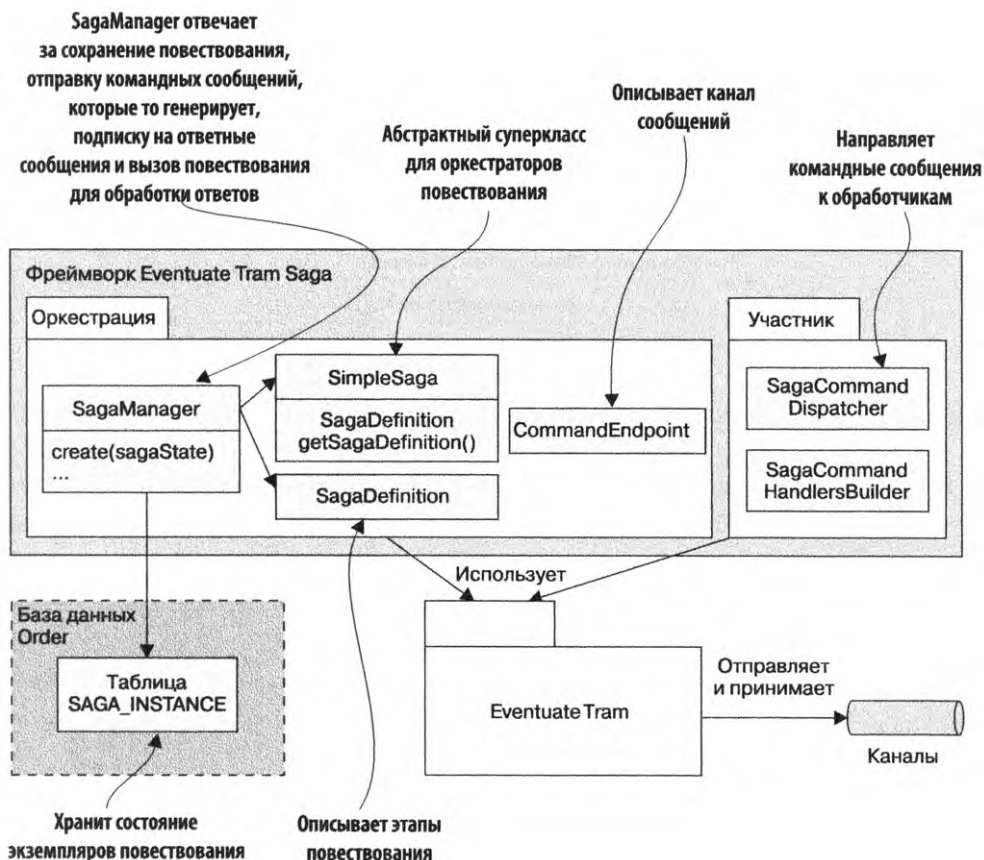 SagaManager отвечает
за сохранение повествования,
отправку командных сообщений,
которые то генерирует,
подписку на ответные
сообщения и вызов повествования
для обработки ответов
Абстрактный суперкласс
для оркестраторов
повествования
Описывает канал
сообщений
Направляет
командные сообщения
к обработчикам
Фреймворк Eventuate Tram Saga
Оркестрация
SagaManager
create(sagaState)
...
SimpleSaga
SagaDefinition
getSagaDefinition()
SagaDefinition
CommandEndpoint
Участник
SagaCommand
Dispatcher
SagaCommand
HandlersBuilder
Использует
База данных
Order
Таблица
SAGA_INSTANCE
Eventuate Tram
Отправляет
и принимает
Каналы
Хранит состояние
экземпляров повествования
Описывает этапы
повествования